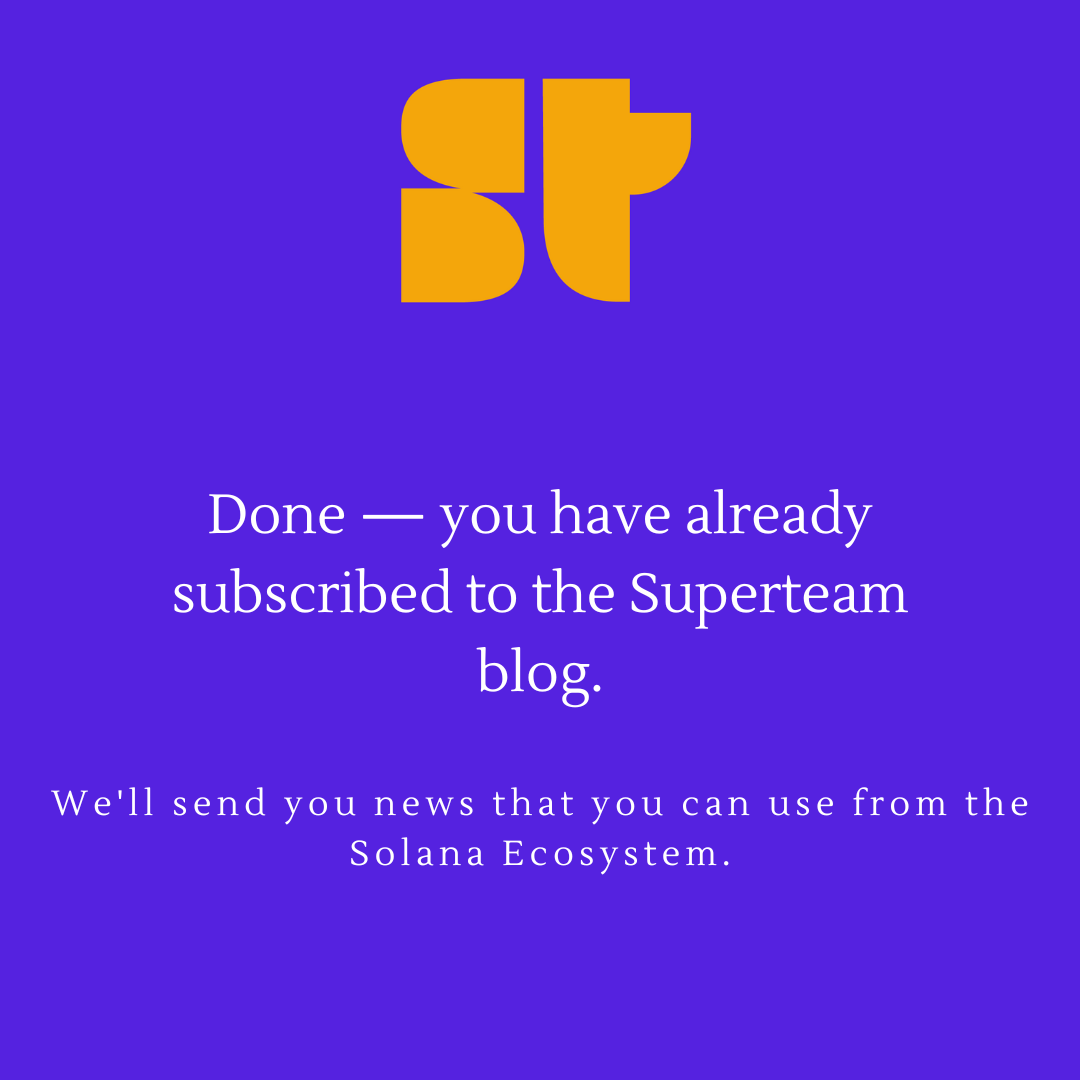 st
Done — you have already
subscribed to the Superteam
blog.
We'll send you news that you can use from the
Solana Ecosystem.